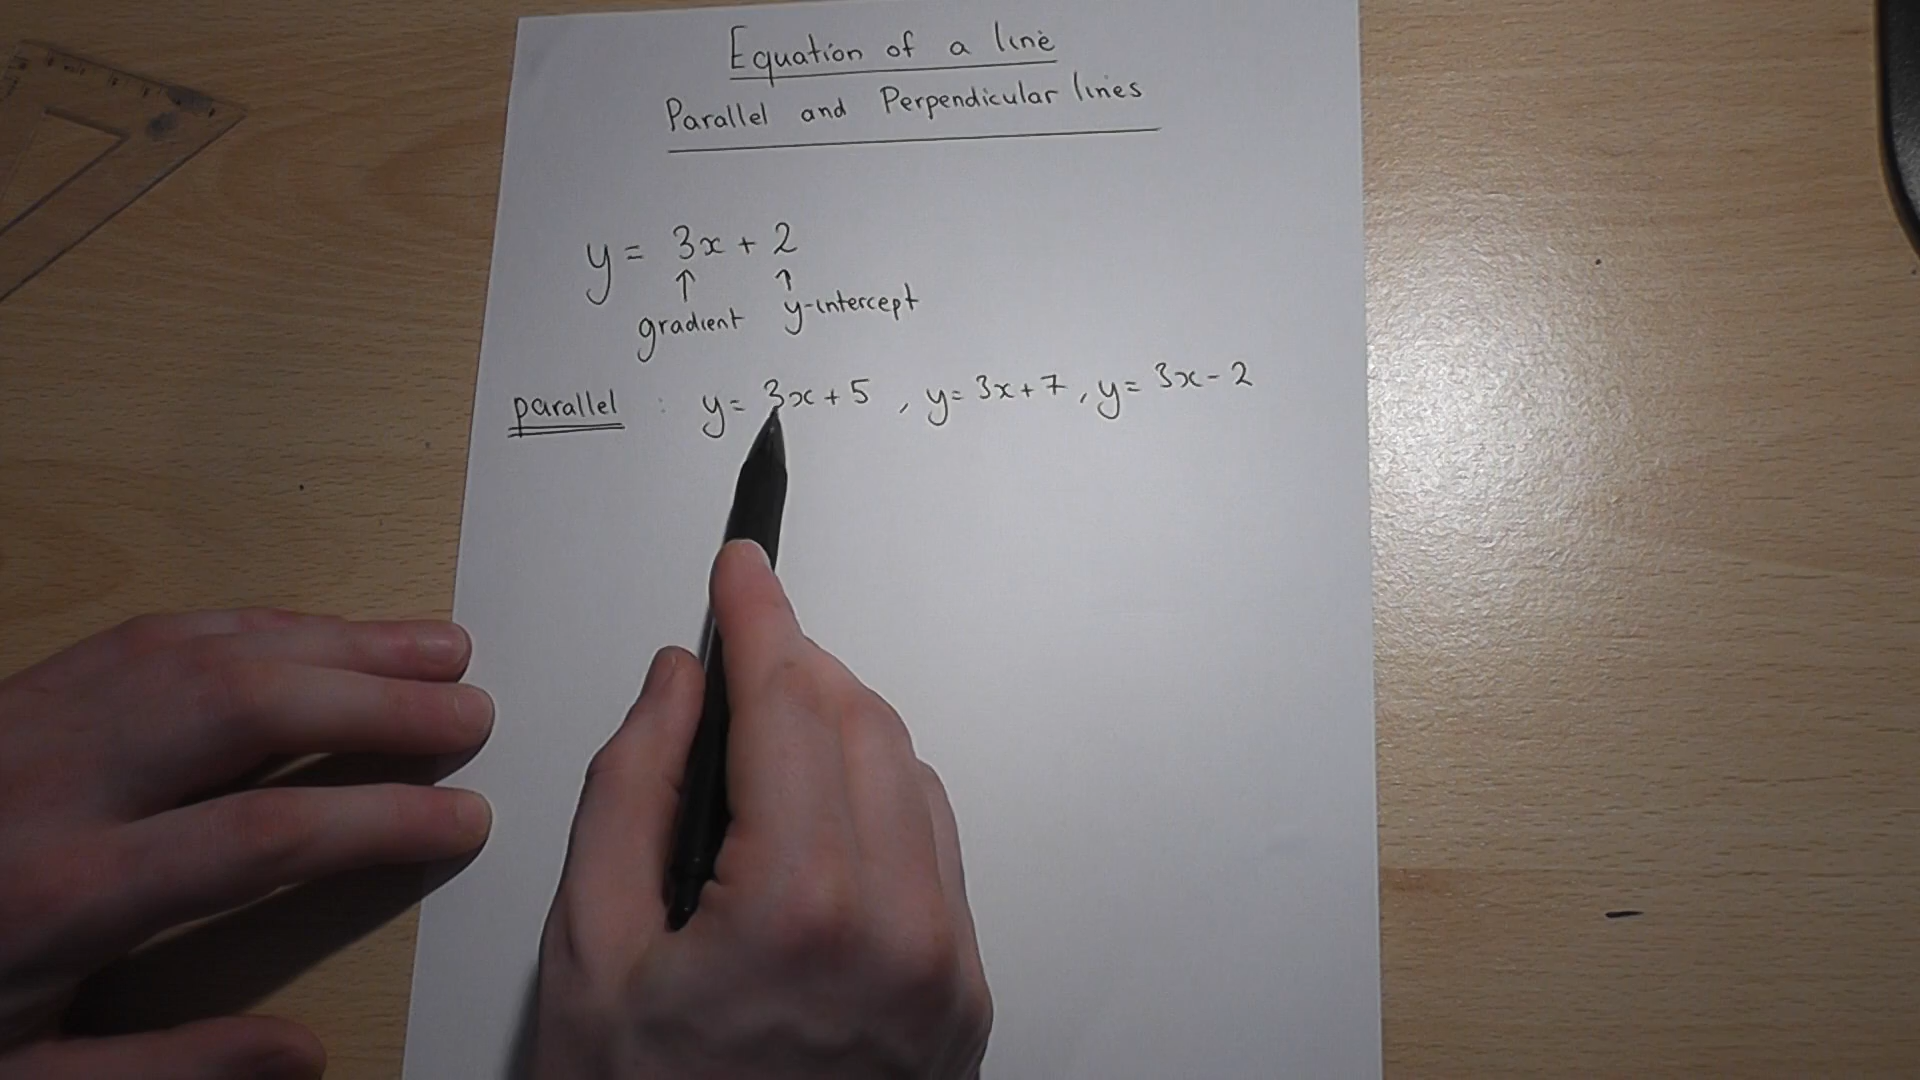 Equation of a line
Parallel and Perpendicular lines
y = 3x + 2
↑ ↑
gradient y-intercept
parallel : y = 3x + 5 , y = 3x + 7 , y = 3x - 2